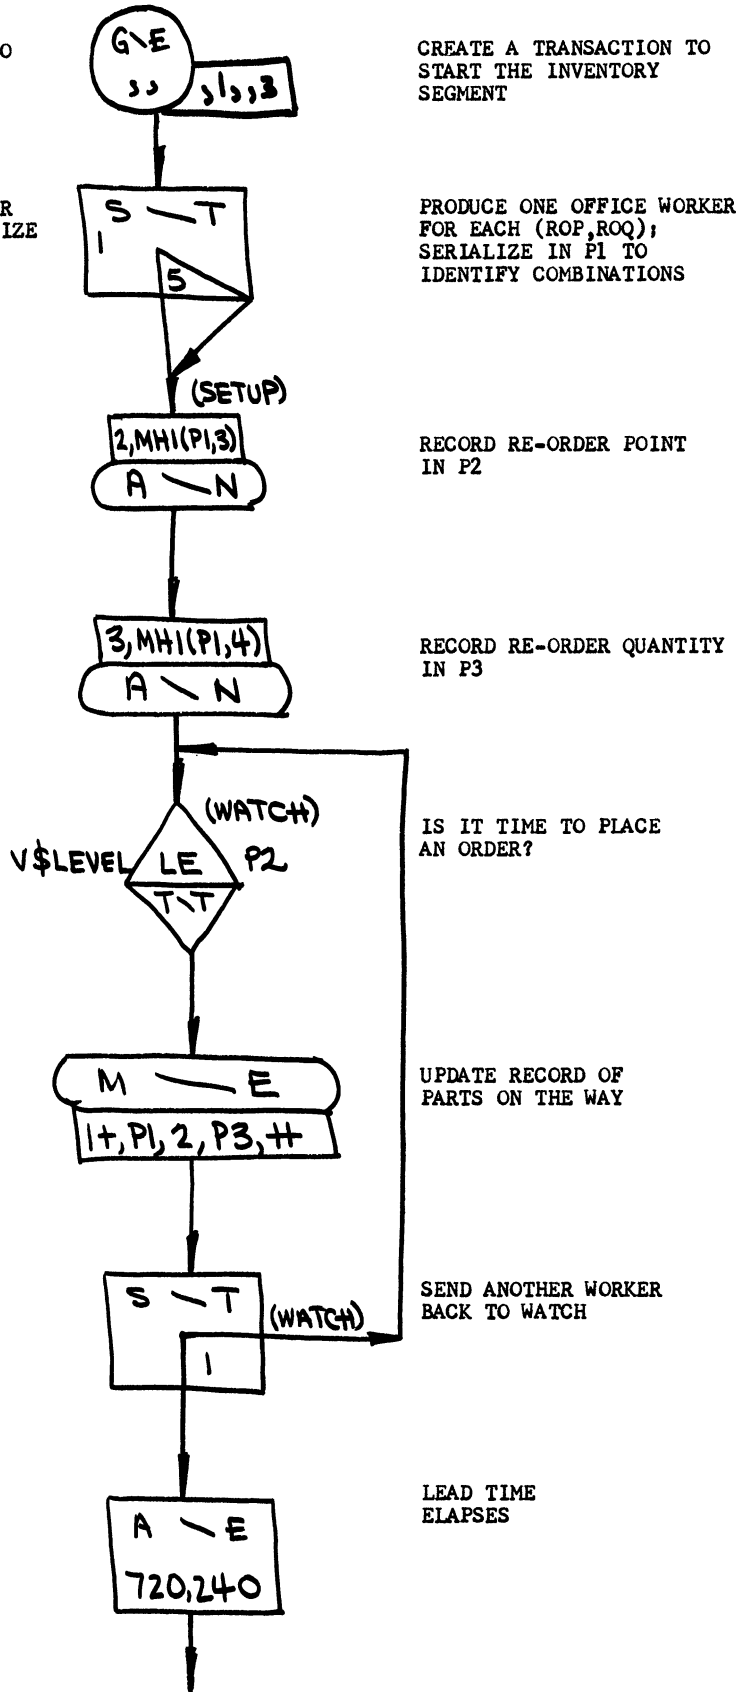 G\E
O
,,
,1,,3
CREATE A TRANSACTION TO
START THE INVENTORY
SEGMENT
R
IZE
S \ T
1
5
PRODUCE ONE OFFICE WORKER
FOR EACH (ROP,ROQ);
SERIALIZE IN P1 TO
IDENTIFY COMBINATIONS
(SETUP)
2,MH1(P1,3)
A \ N
RECORD RE-ORDER POINT
IN P2
3,MH1(P1,4)
A \ N
RECORD RE-ORDER QUANTITY
IN P3
(WATCH)
V$LEVEL LE P2
T\T
IS IT TIME TO PLACE
AN ORDER?
M \ E
1+,P1,2,P3,H
UPDATE RECORD OF
PARTS ON THE WAY
S \ T
(WATCH)
1
SEND ANOTHER WORKER
BACK TO WATCH
A \ E
720,240
LEAD TIME
ELAPSES